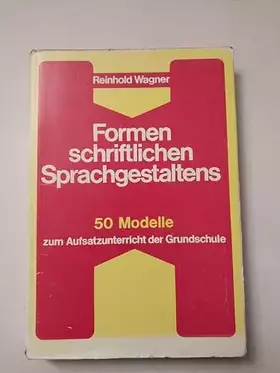 Reinhold Wagner
Formen
schriftlichen
Sprachgestaltens
50 Modelle
zum Aufsatzunterricht der Grundschule